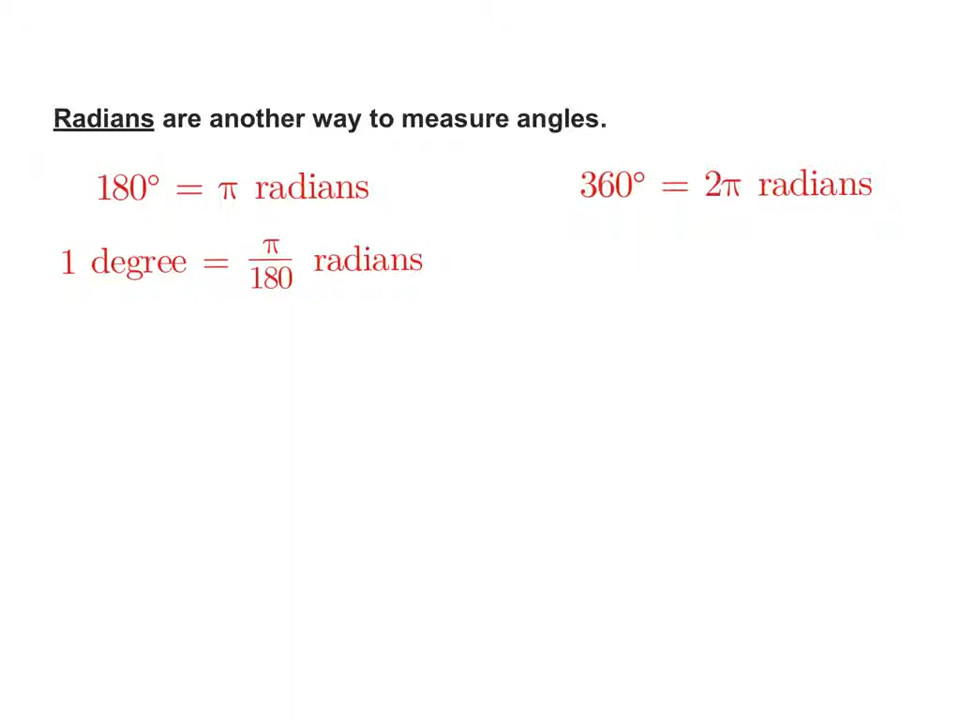 Radians are another way to measure angles.
180° = π radians
360° = 2π radians
1 degree = π/180 radians